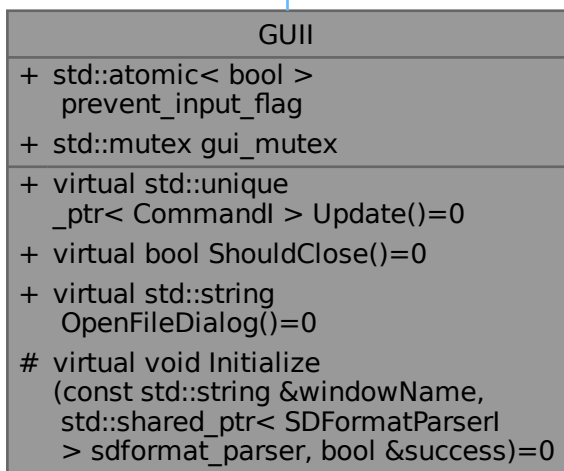 GUII
+ std::atomic< bool >
prevent_input_flag
+ std::mutex gui_mutex
+ virtual std::unique
_ptr< CommandI > Update()=0
+ virtual bool ShouldClose()=0
+ virtual std::string
OpenFileDialog()=0
# virtual void Initialize
(const std::string &windowName,
std::shared_ptr< SDFormatParserI
> sdformat_parser, bool &success)=0